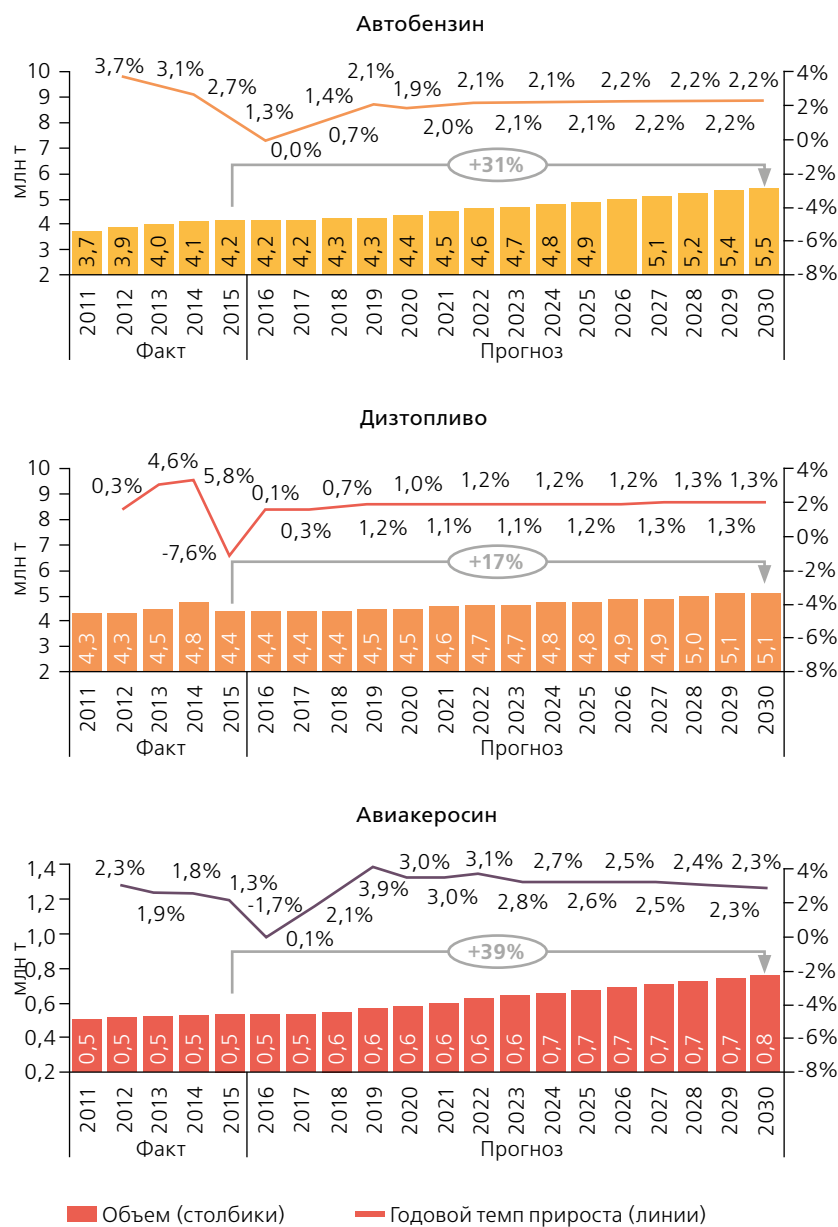 Автобензин
10
9
8
7
6
5
4
3
2
млн т
4%
2%
0%
-2%
-4%
-6%
-8%
3,7% 3,1% 2,7% 1,3% 0,0% 1,4% 0,7% 2,1% 1,9% 2,0% 2,1% 2,1% 2,1% 2,1% 2,2% 2,2% 2,2% 2,2% 2,2%
+31%
3,7 3,9 4,0 4,1 4,2 4,2 4,2 4,3 4,3 4,4 4,5 4,6 4,7 4,8 4,9 5,1 5,2 5,4 5,5
2011 2012 2013 2014 2015 2016 2017 2018 2019 2020 2021 2022 2023 2024 2025 2026 2027 2028 2029 2030
Факт Прогноз
Дизтопливо
10
9
8
7
6
5
4
3
2
млн т
4%
2%
0%
-2%
-4%
-6%
-8%
0,3% 4,6% 5,8% -7,6% 0,1% 0,3% 0,7% 1,2% 1,0% 1,1% 1,2% 1,1% 1,2% 1,2% 1,2% 1,3% 1,3% 1,3% 1,3%
+17%
4,3 4,3 4,5 4,8 4,4 4,4 4,4 4,4 4,5 4,5 4,6 4,7 4,7 4,8 4,8 4,9 4,9 5,0 5,1 5,1
2011 2012 2013 2014 2015 2016 2017 2018 2019 2020 2021 2022 2023 2024 2025 2026 2027 2028 2029 2030
Факт Прогноз
Авиакеросин
1,4
1,2
1,0
0,8
0,6
0,4
0,2
млн т
4%
2%
0%
-2%
-4%
-6%
-8%
2,3% 1,9% 1,8% 1,3% -1,7% 0,1% 2,1% 3,9% 3,0% 3,0% 3,1% 2,8% 2,7% 2,6% 2,5% 2,5% 2,4% 2,3% 2,3%
+39%
0,5 0,5 0,5 0,5 0,5 0,5 0,5 0,6 0,6 0,6 0,6 0,6 0,6 0,7 0,7 0,7 0,7 0,7 0,7 0,8
2011 2012 2013 2014 2015 2016 2017 2018 2019 2020 2021 2022 2023 2024 2025 2026 2027 2028 2029 2030
Факт Прогноз
Объем (столбики) Годовой темп прироста (линии)